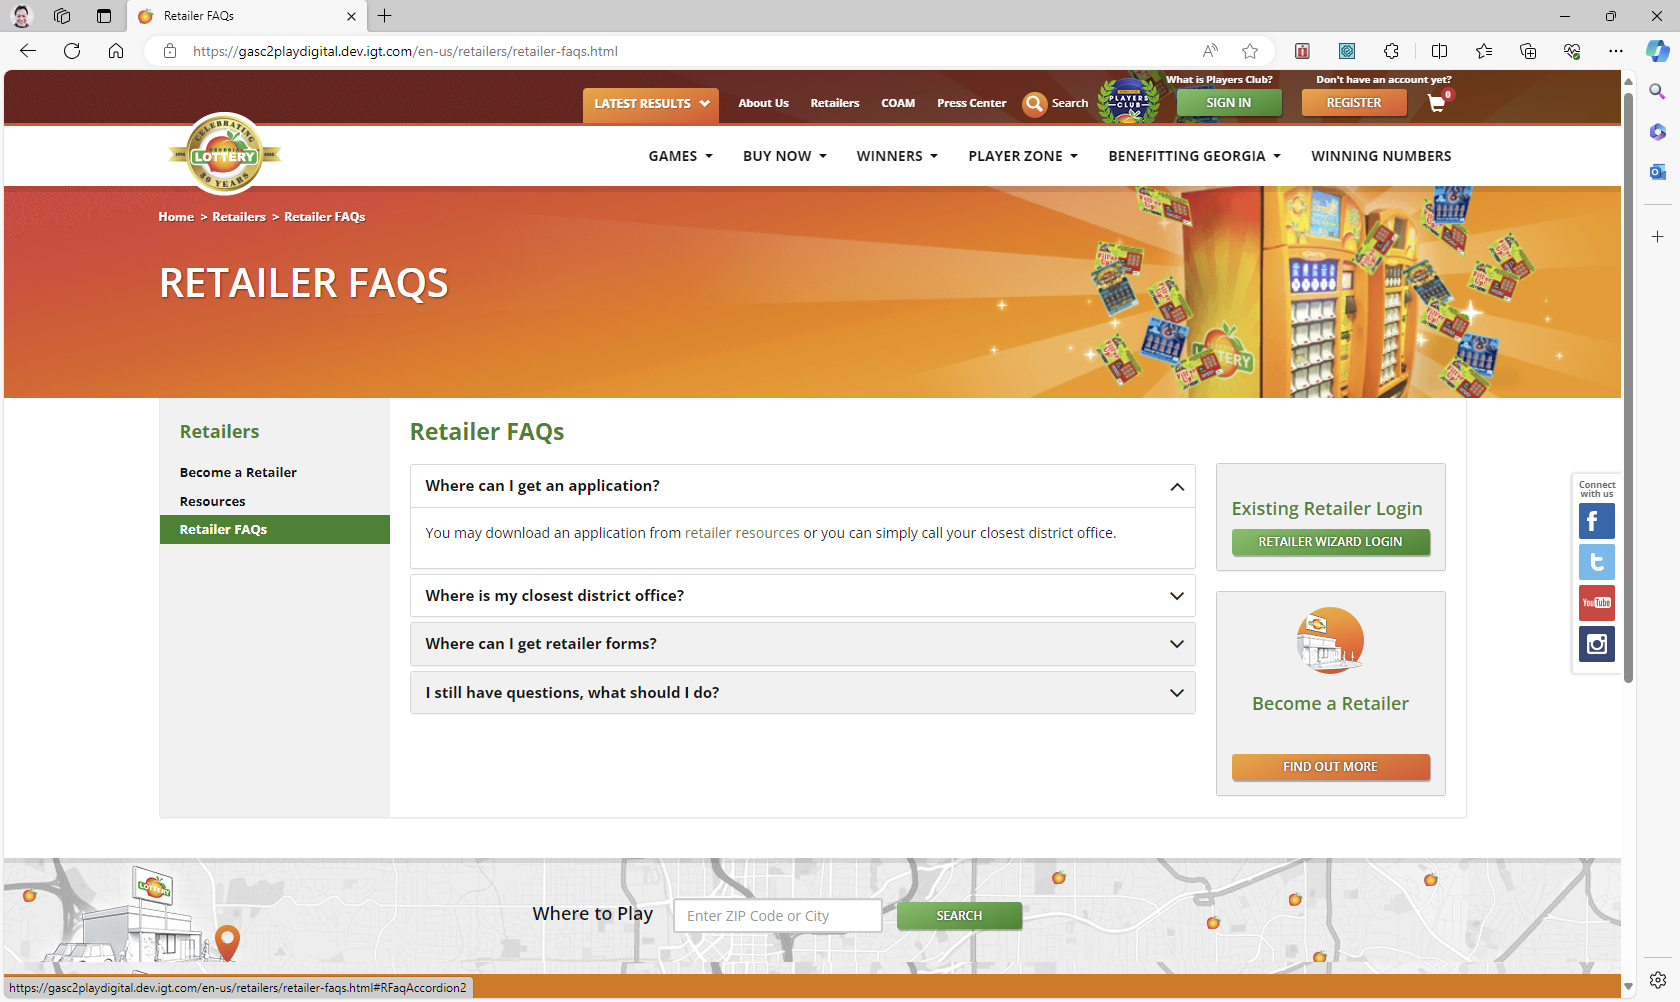 Retailer FAQs
https://gasc2playdigital.dev.igt.com/en-us/retailers/retailer-faqs.html
What is Players Club?
Don't have an account yet?
LATEST RESULTS
About Us
Retailers
COAM
Press Center
Search
PLAYERS
CLUB
SIGN IN
REGISTER
0
CELEBRATING
GEORGIA
LOTTERY
30 YEARS
GAMES
BUY NOW
WINNERS
PLAYER ZONE
BENEFITTING GEORGIA
WINNING NUMBERS
Home > Retailers > Retailer FAQs
RETAILER FAQS
LOTTERY
Retailers
Become a Retailer
Resources
Retailer FAQs
Retailer FAQs
Where can I get an application?
You may download an application from retailer resources or you can simply call your closest district office.
Where is my closest district office?
Where can I get retailer forms?
I still have questions, what should I do?
Existing Retailer Login
RETAILER WIZARD LOGIN
Become a Retailer
FIND OUT MORE
Connect
with us
YouTube
LOTTERY
Where to Play
Enter ZIP Code or City
SEARCH
https://gasc2playdigital.dev.igt.com/en-us/retailers/retailer-faqs.html#RFaqAccordion2